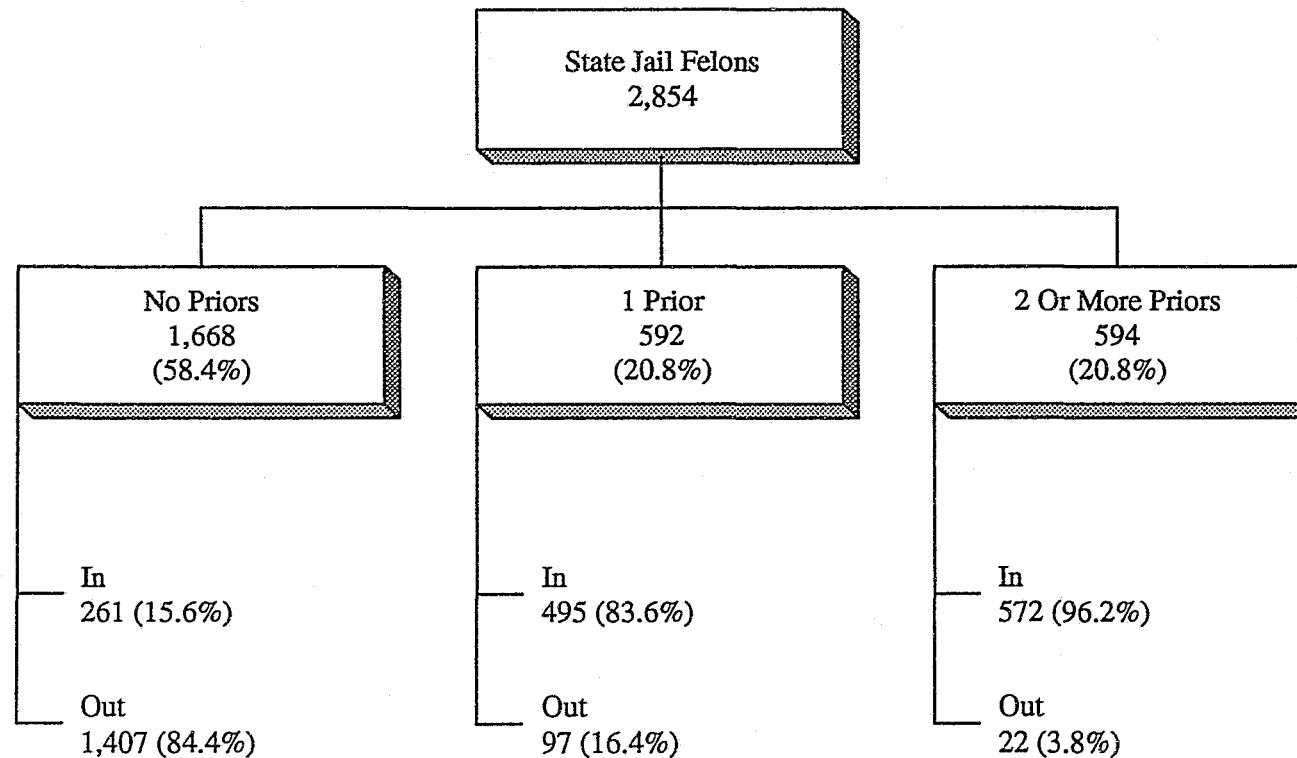 State Jail Felons
2,854
No Priors
1,668
(58.4%)
1 Prior
592
(20.8%)
2 Or More Priors
594
(20.8%)
In
261 (15.6%)
Out
1,407 (84.4%)
In
495 (83.6%)
Out
97 (16.4%)
In
572 (96.2%)
Out
22 (3.8%)